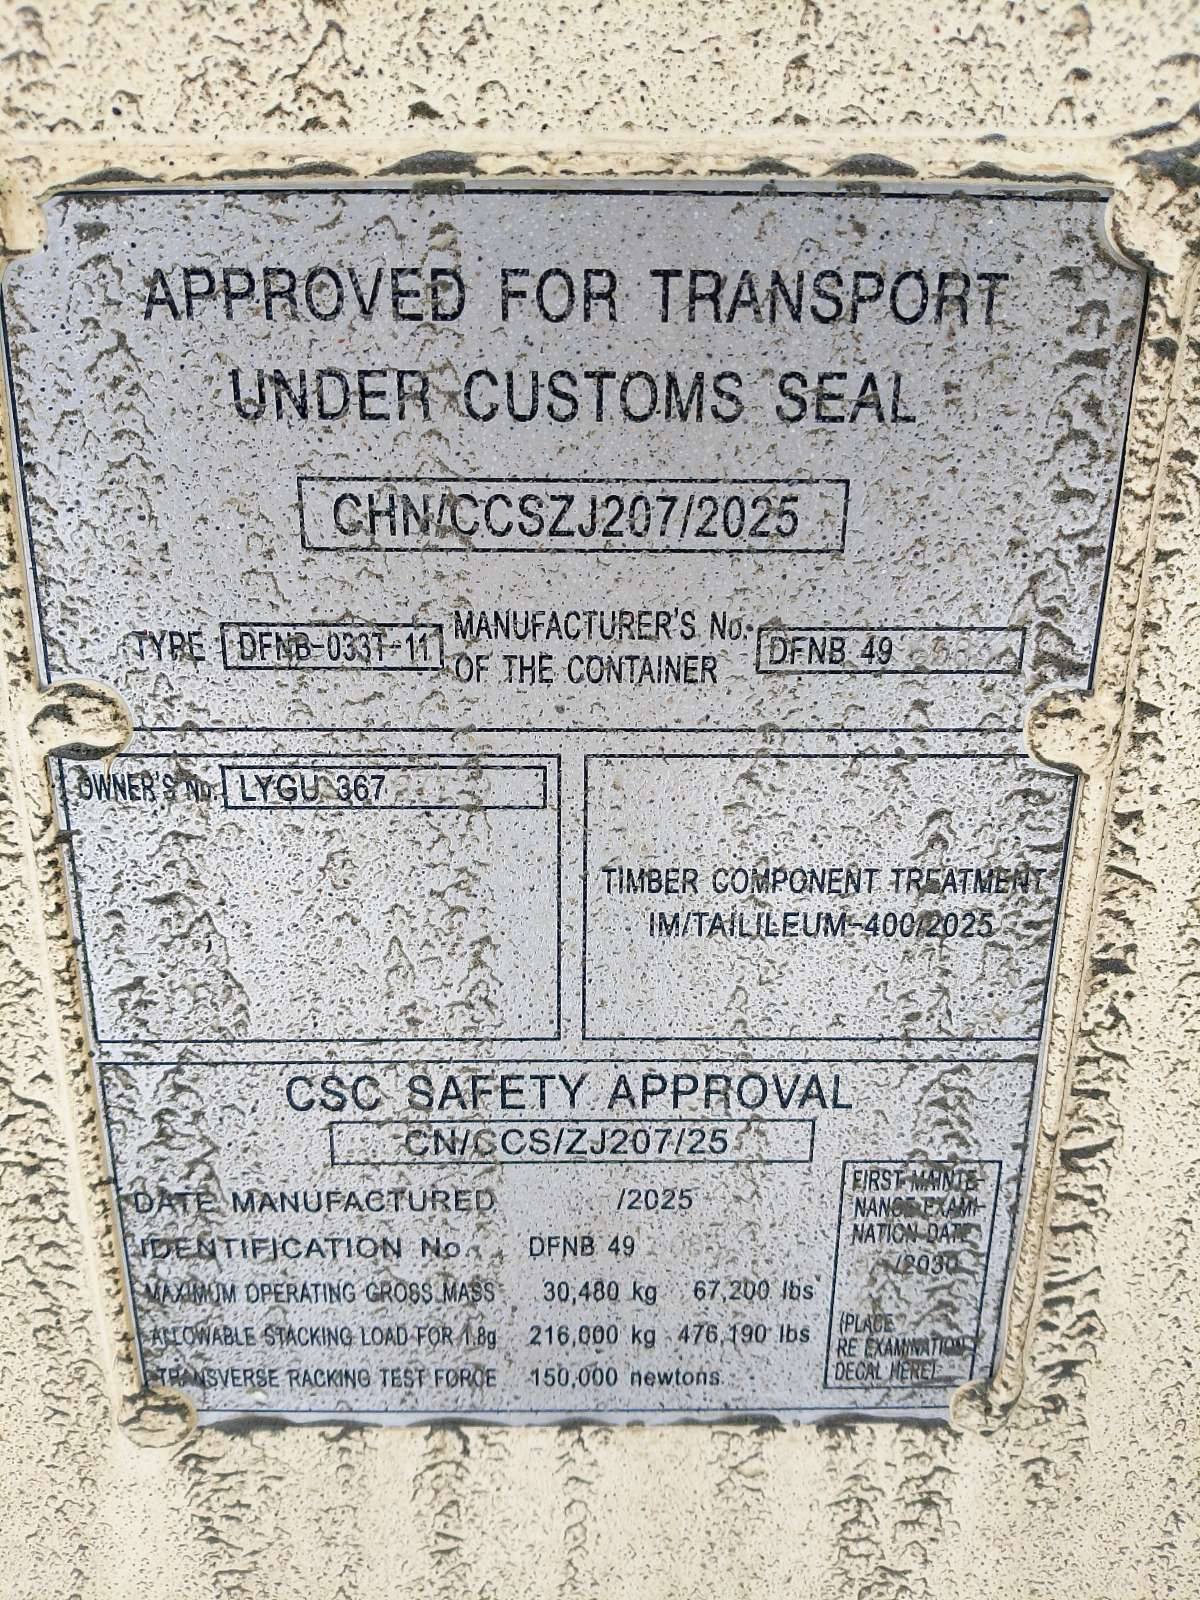 APPROVED FOR TRANSPORT
UNDER CUSTOMS SEAL
CHN/CCSZJ207/2025
TYPE DFNB-033T-11 MANUFACTURER'S No. OF THE CONTAINER DFNB 49
OWNER'S No. LYGU 367
TIMBER COMPONENT TREATMENT
IM/TAILILEUM-400/2025
CSC SAFETY APPROVAL
CN/CCS/ZJ207/25
DATE MANUFACTURED /2025
IDENTIFICATION No. DFNB 49
MAXIMUM OPERATING GROSS MASS 30,480 kg 67,200 lbs
ALLOWABLE STACKING LOAD FOR 1.8g 216,000 kg 476,190 lbs
TRANSVERSE RACKING TEST FORCE 150,000 newtons
FIRST MAINTE-
NANCE EXAMI-
NATION DATE
/2030
(PLACE
RE EXAMINATION
DECAL HERE)